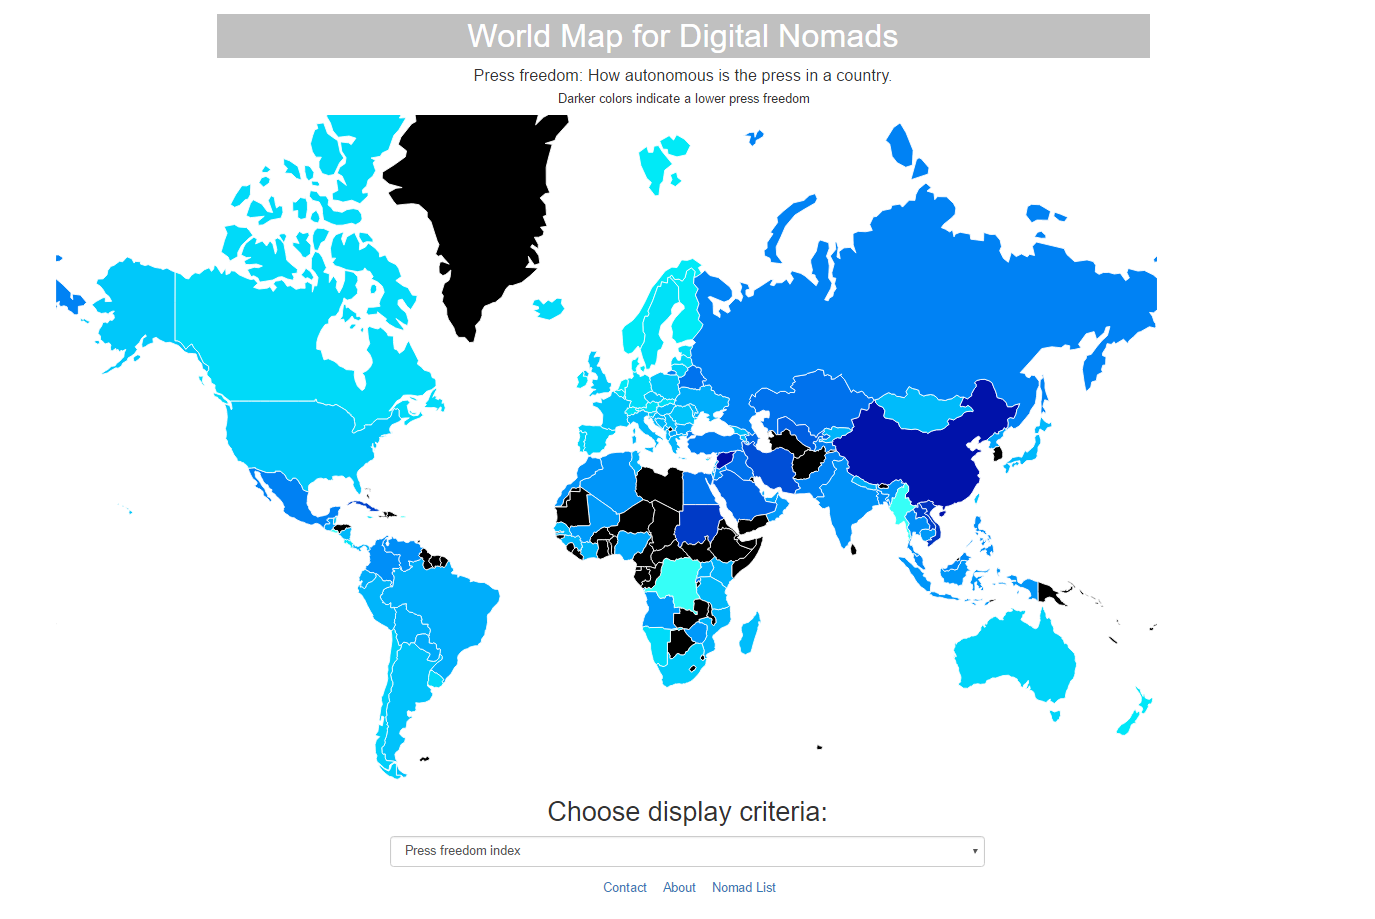 World Map for Digital Nomads
Press freedom: How autonomous is the press in a country.
Darker colors indicate a lower press freedom
Choose display criteria:
Press freedom index
Contact About Nomad List